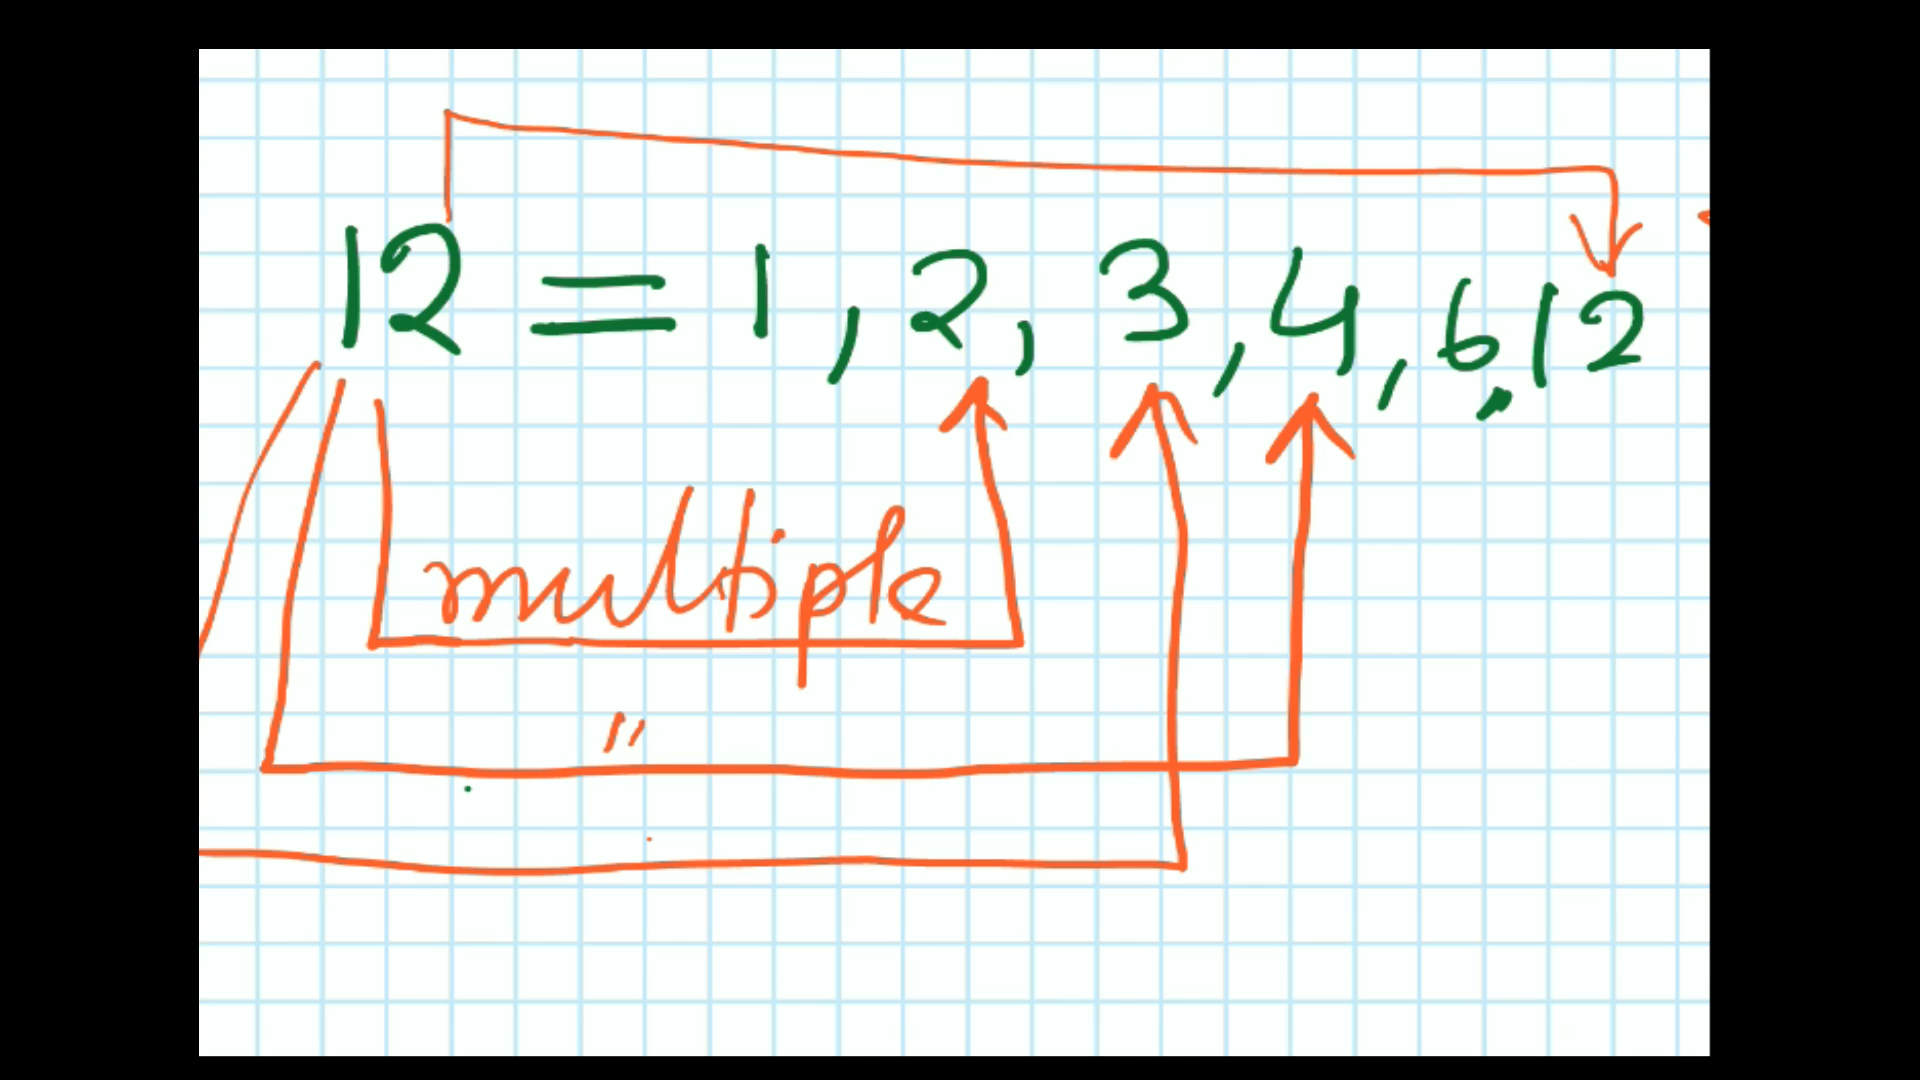 12 = 1, 2, 3, 4, 6, 12
multiple
"